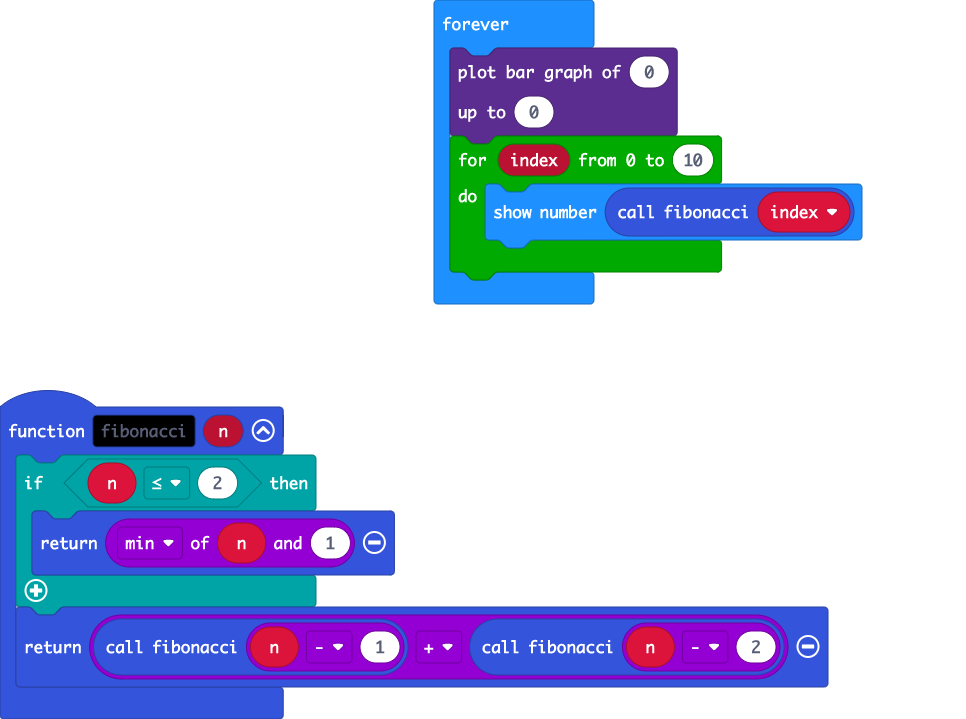 forever
plot bar graph of 0
up to 0
for index from 0 to 10
do
show number call fibonacci index
function fibonacci n
if n ≤ 2 then
return min of n and 1
return call fibonacci n - 1 + call fibonacci n - 2